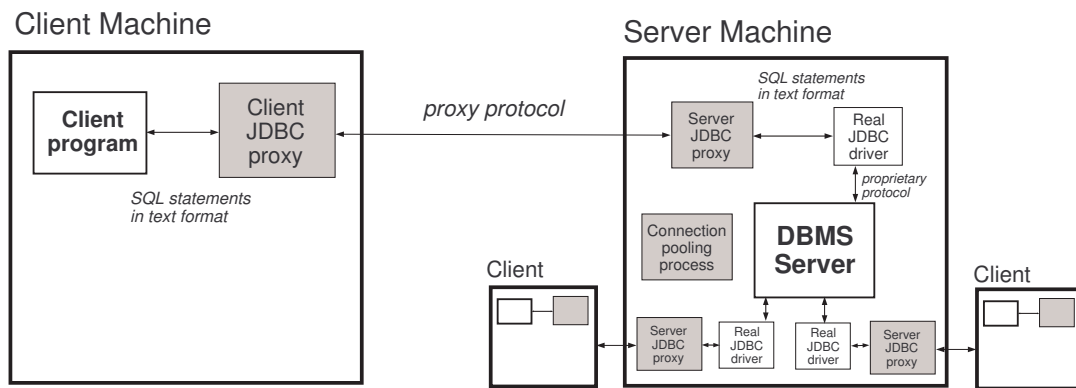 Client Machine
Client
program
Client
JDBC
proxy
SQL statements
in text format
proxy protocol
Server Machine
SQL statements
in text format
Server
JDBC
proxy
Real
JDBC
driver
proprietary
protocol
Connection
pooling
process
DBMS
Server
Client
Server
JDBC
proxy
Real
JDBC
driver
Real
JDBC
driver
Server
JDBC
proxy
Client